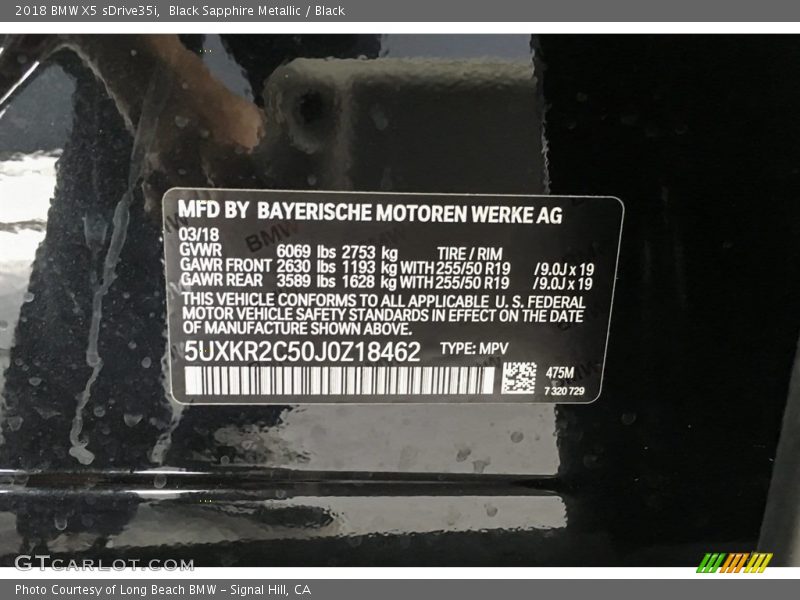 2018 BMW X5 sDrive35i,  Black Sapphire Metallic / Black
MFD BY BAYERISCHE MOTOREN WERKE AG
03/18
GVWR 6069 lbs 2753 kg TIRE / RIM
GAWR FRONT 2630 lbs 1193 kg WITH 255/50 R19 /9.0J x 19
GAWR REAR 3589 lbs 1628 kg WITH 255/50 R19 /9.0J x 19
THIS VEHICLE CONFORMS TO ALL APPLICABLE U. S. FEDERAL
MOTOR VEHICLE SAFETY STANDARDS IN EFFECT ON THE DATE
OF MANUFACTURE SHOWN ABOVE.
5UXKR2C50J0Z18462 TYPE: MPV
475M
7 320 729
GTCARLOT.COM
Photo Courtesy of Long Beach BMW - Signal Hill, CA